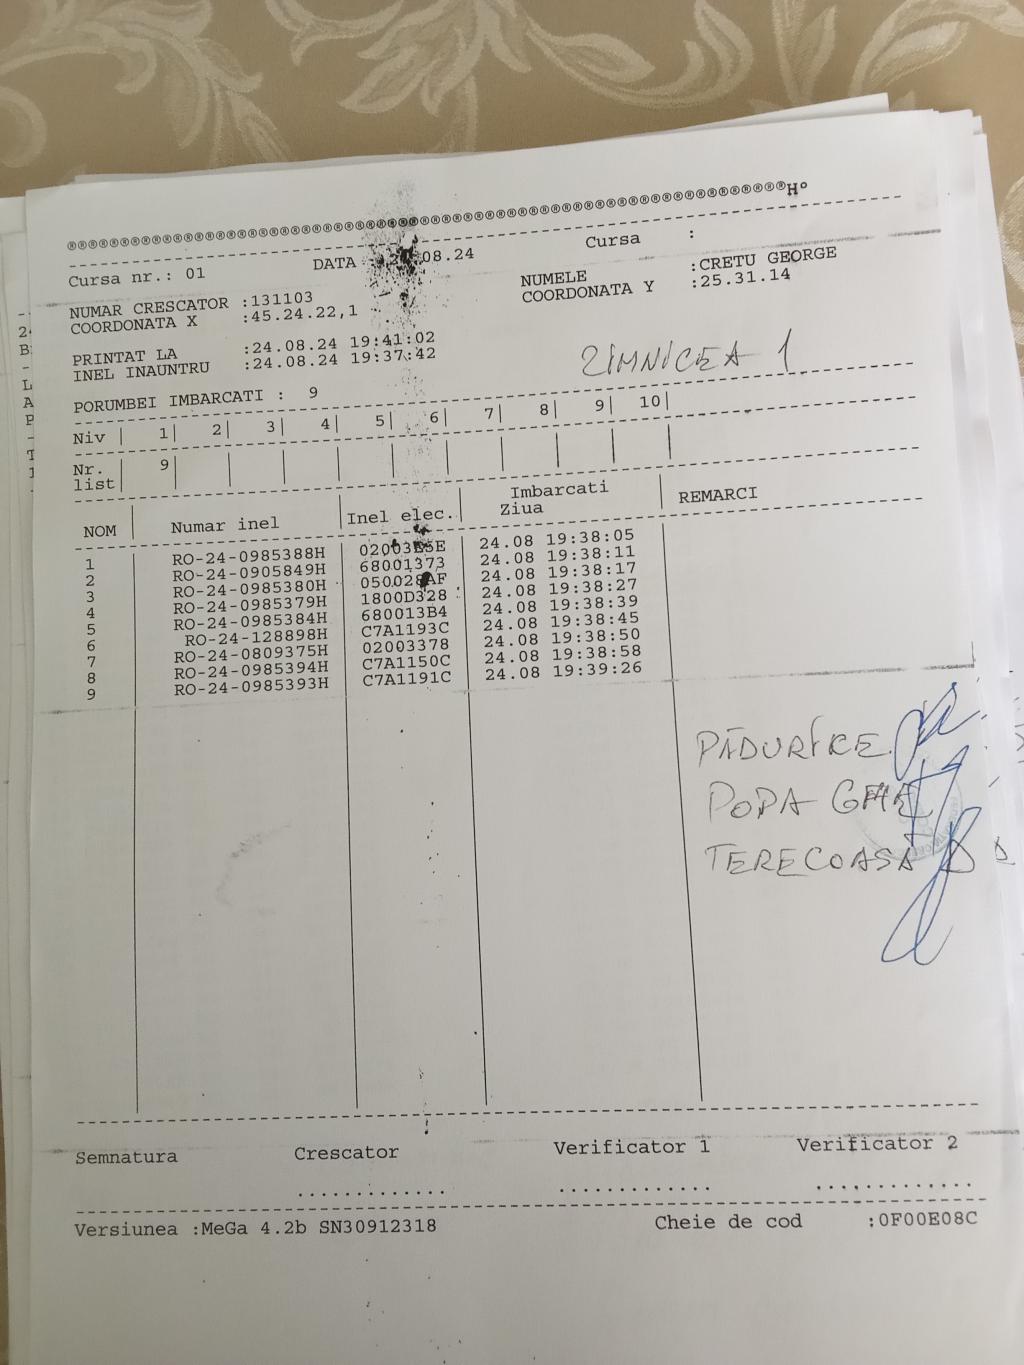 ®®®®®®®®®®®®®®®®®®®®®®®®®®®®®®®®®®®®®®®®®®®®®®®®®®®®®®®®®®®®®®®®®®®®®®H°
Cursa nr.: 01 DATA 08.24 Cursa :
NUMAR CRESCATOR :131103 NUMELE :CRETU GEORGE
COORDONATA X :45.24.22,1 COORDONATA Y :25.31.14
PRINTAT LA :24.08.24 19:41:02
INEL INAUNTRU :24.08.24 19:37:42
ZIMNICEA 1
PORUMBEI IMBARCATI : 9
Niv | 1| 2| 3| 4| 5| 6| 7| 8| 9| 10|
Nr. list | 9|
NOM Numar inel Inel elec. Imbarcati Ziua REMARCI
1 RO-24-0985388H 24.08 19:38:05
2 RO-24-0905849H 68001373 24.08 19:38:11
3 RO-24-0985380H 24.08 19:38:17
4 RO-24-0985379H 1800D328 24.08 19:38:27
5 RO-24-0985384H 680013B4 24.08 19:38:39
6 RO-24-128898H C7A1193C 24.08 19:38:45
7 RO-24-0809375H 02003378 24.08 19:38:50
8 RO-24-0985394H C7A1150C 24.08 19:38:58
9 RO-24-0985393H C7A1191C 24.08 19:39:26
PĂDURICE
POPA GHE
TERECOASA
Semnatura Crescator Verificator 1 Verificator 2
............. ............. .............
Versiunea :MeGa 4.2b SN30912318 Cheie de cod :0F00E08C